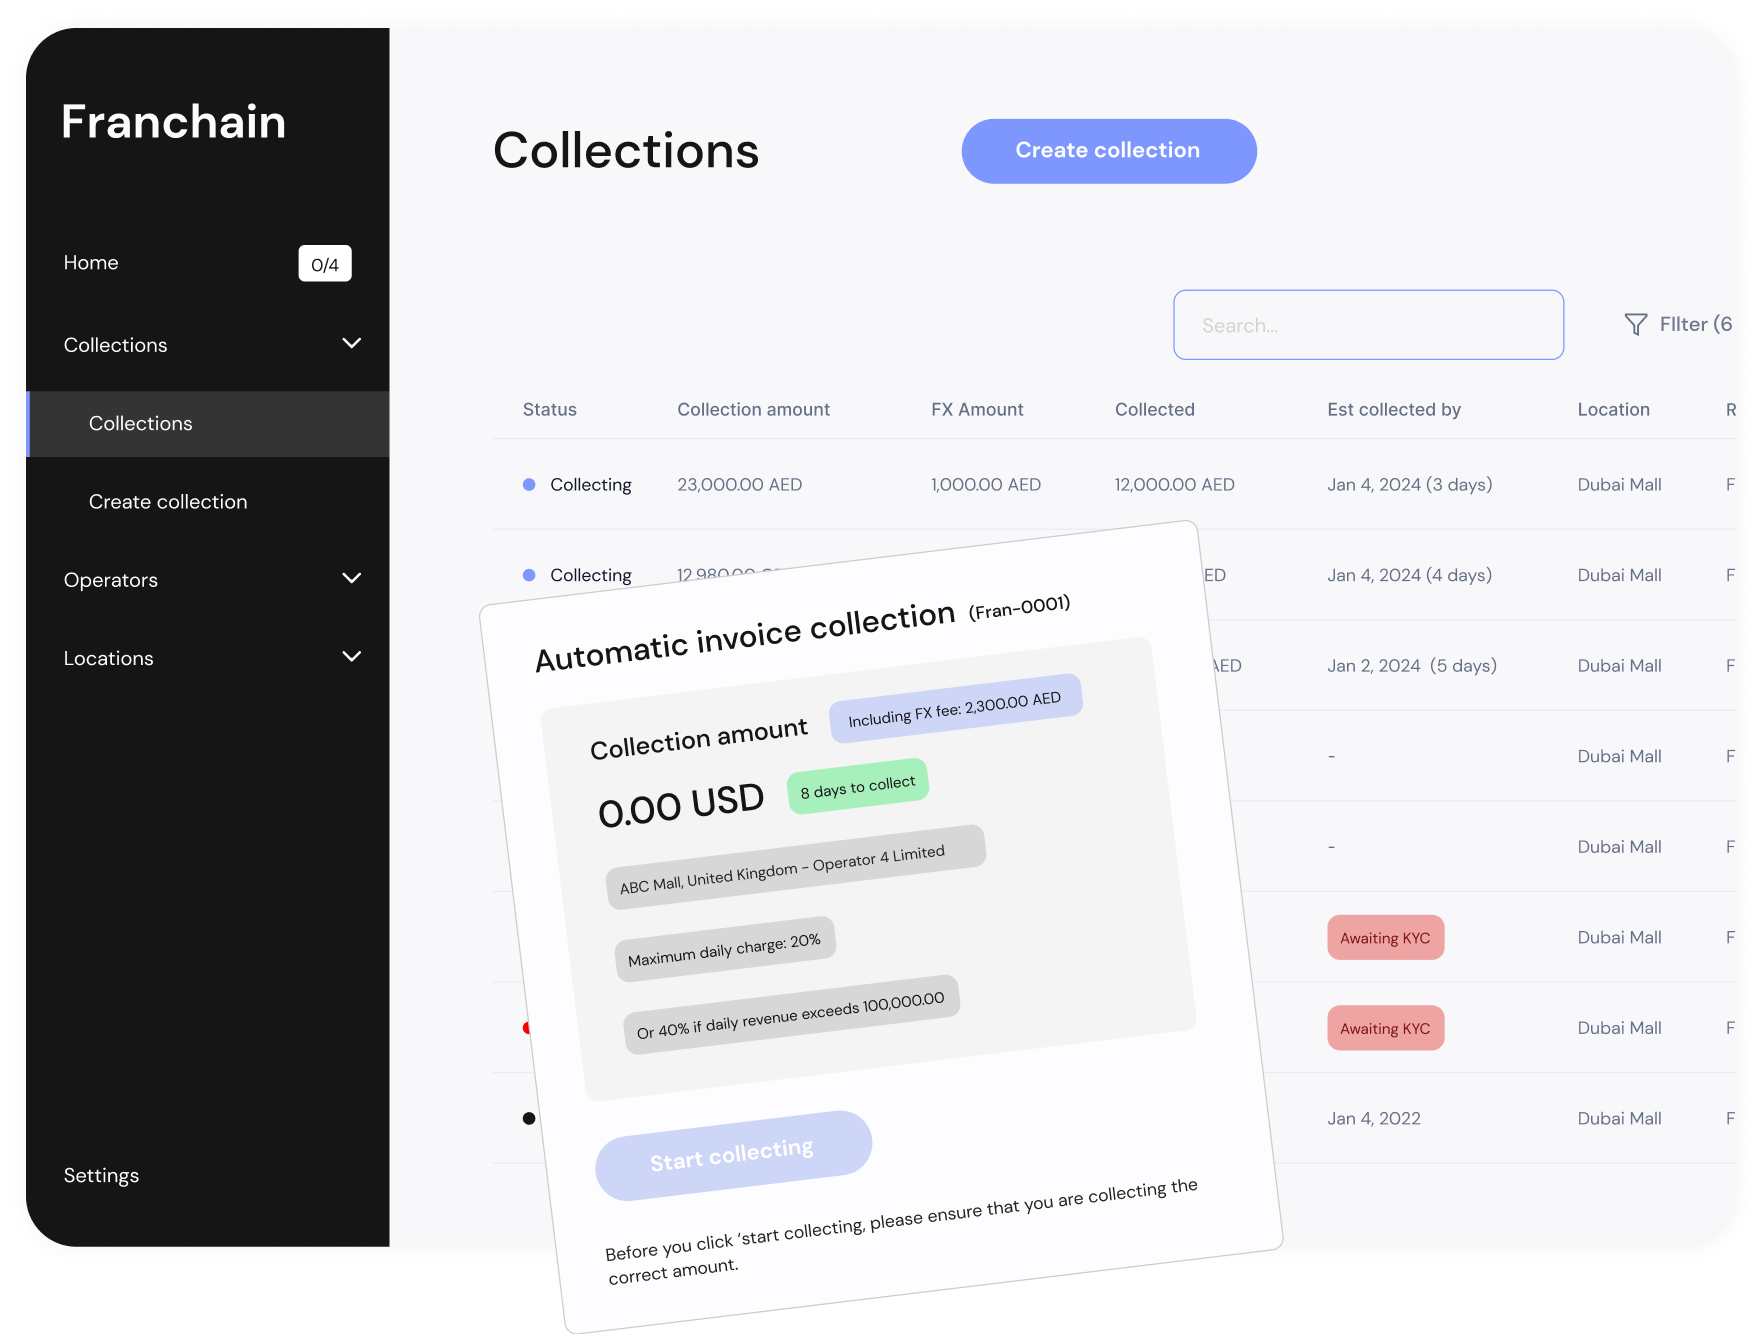 Franchain
Home
0/4
Collections
Collections
Create collection
Operators
Locations
Settings
Collections
Create collection
Search...
FIlter (6
Status Collection amount FX Amount Collected Est collected by Location R
Collecting 23,000.00 AED 1,000.00 AED 12,000.00 AED Jan 4, 2024 (3 days) Dubai Mall F
Collecting 12,980.00 ED Jan 4, 2024 (4 days) Dubai Mall F
AED Jan 2, 2024 (5 days) Dubai Mall F
- Dubai Mall F
- Dubai Mall F
Awaiting KYC Dubai Mall F
Awaiting KYC Dubai Mall F
Jan 4, 2022 Dubai Mall F
Automatic invoice collection (Fran-0001)
Collection amount Including FX fee: 2,300.00 AED
0.00 USD 8 days to collect
ABC Mall, United Kingdom - Operator 4 Limited
Maximum daily charge: 20%
Or 40% if daily revenue exceeds 100,000.00
Start collecting
Before you click ‘start collecting, please ensure that you are collecting the
correct amount.